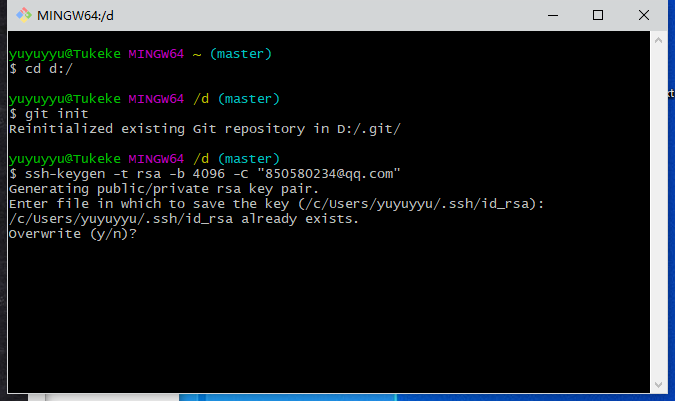 MINGW64:/d
yuyuyyu@Tukeke MINGW64 ~ (master)
$ cd d:/
yuyuyyu@Tukeke MINGW64 /d (master)
$ git init
Reinitialized existing Git repository in D:/.git/
yuyuyyu@Tukeke MINGW64 /d (master)
$ ssh-keygen -t rsa -b 4096 -C "850580234@qq.com"
Generating public/private rsa key pair.
Enter file in which to save the key (/c/Users/yuyuyyu/.ssh/id_rsa):
/c/Users/yuyuyyu/.ssh/id_rsa already exists.
Overwrite (y/n)?